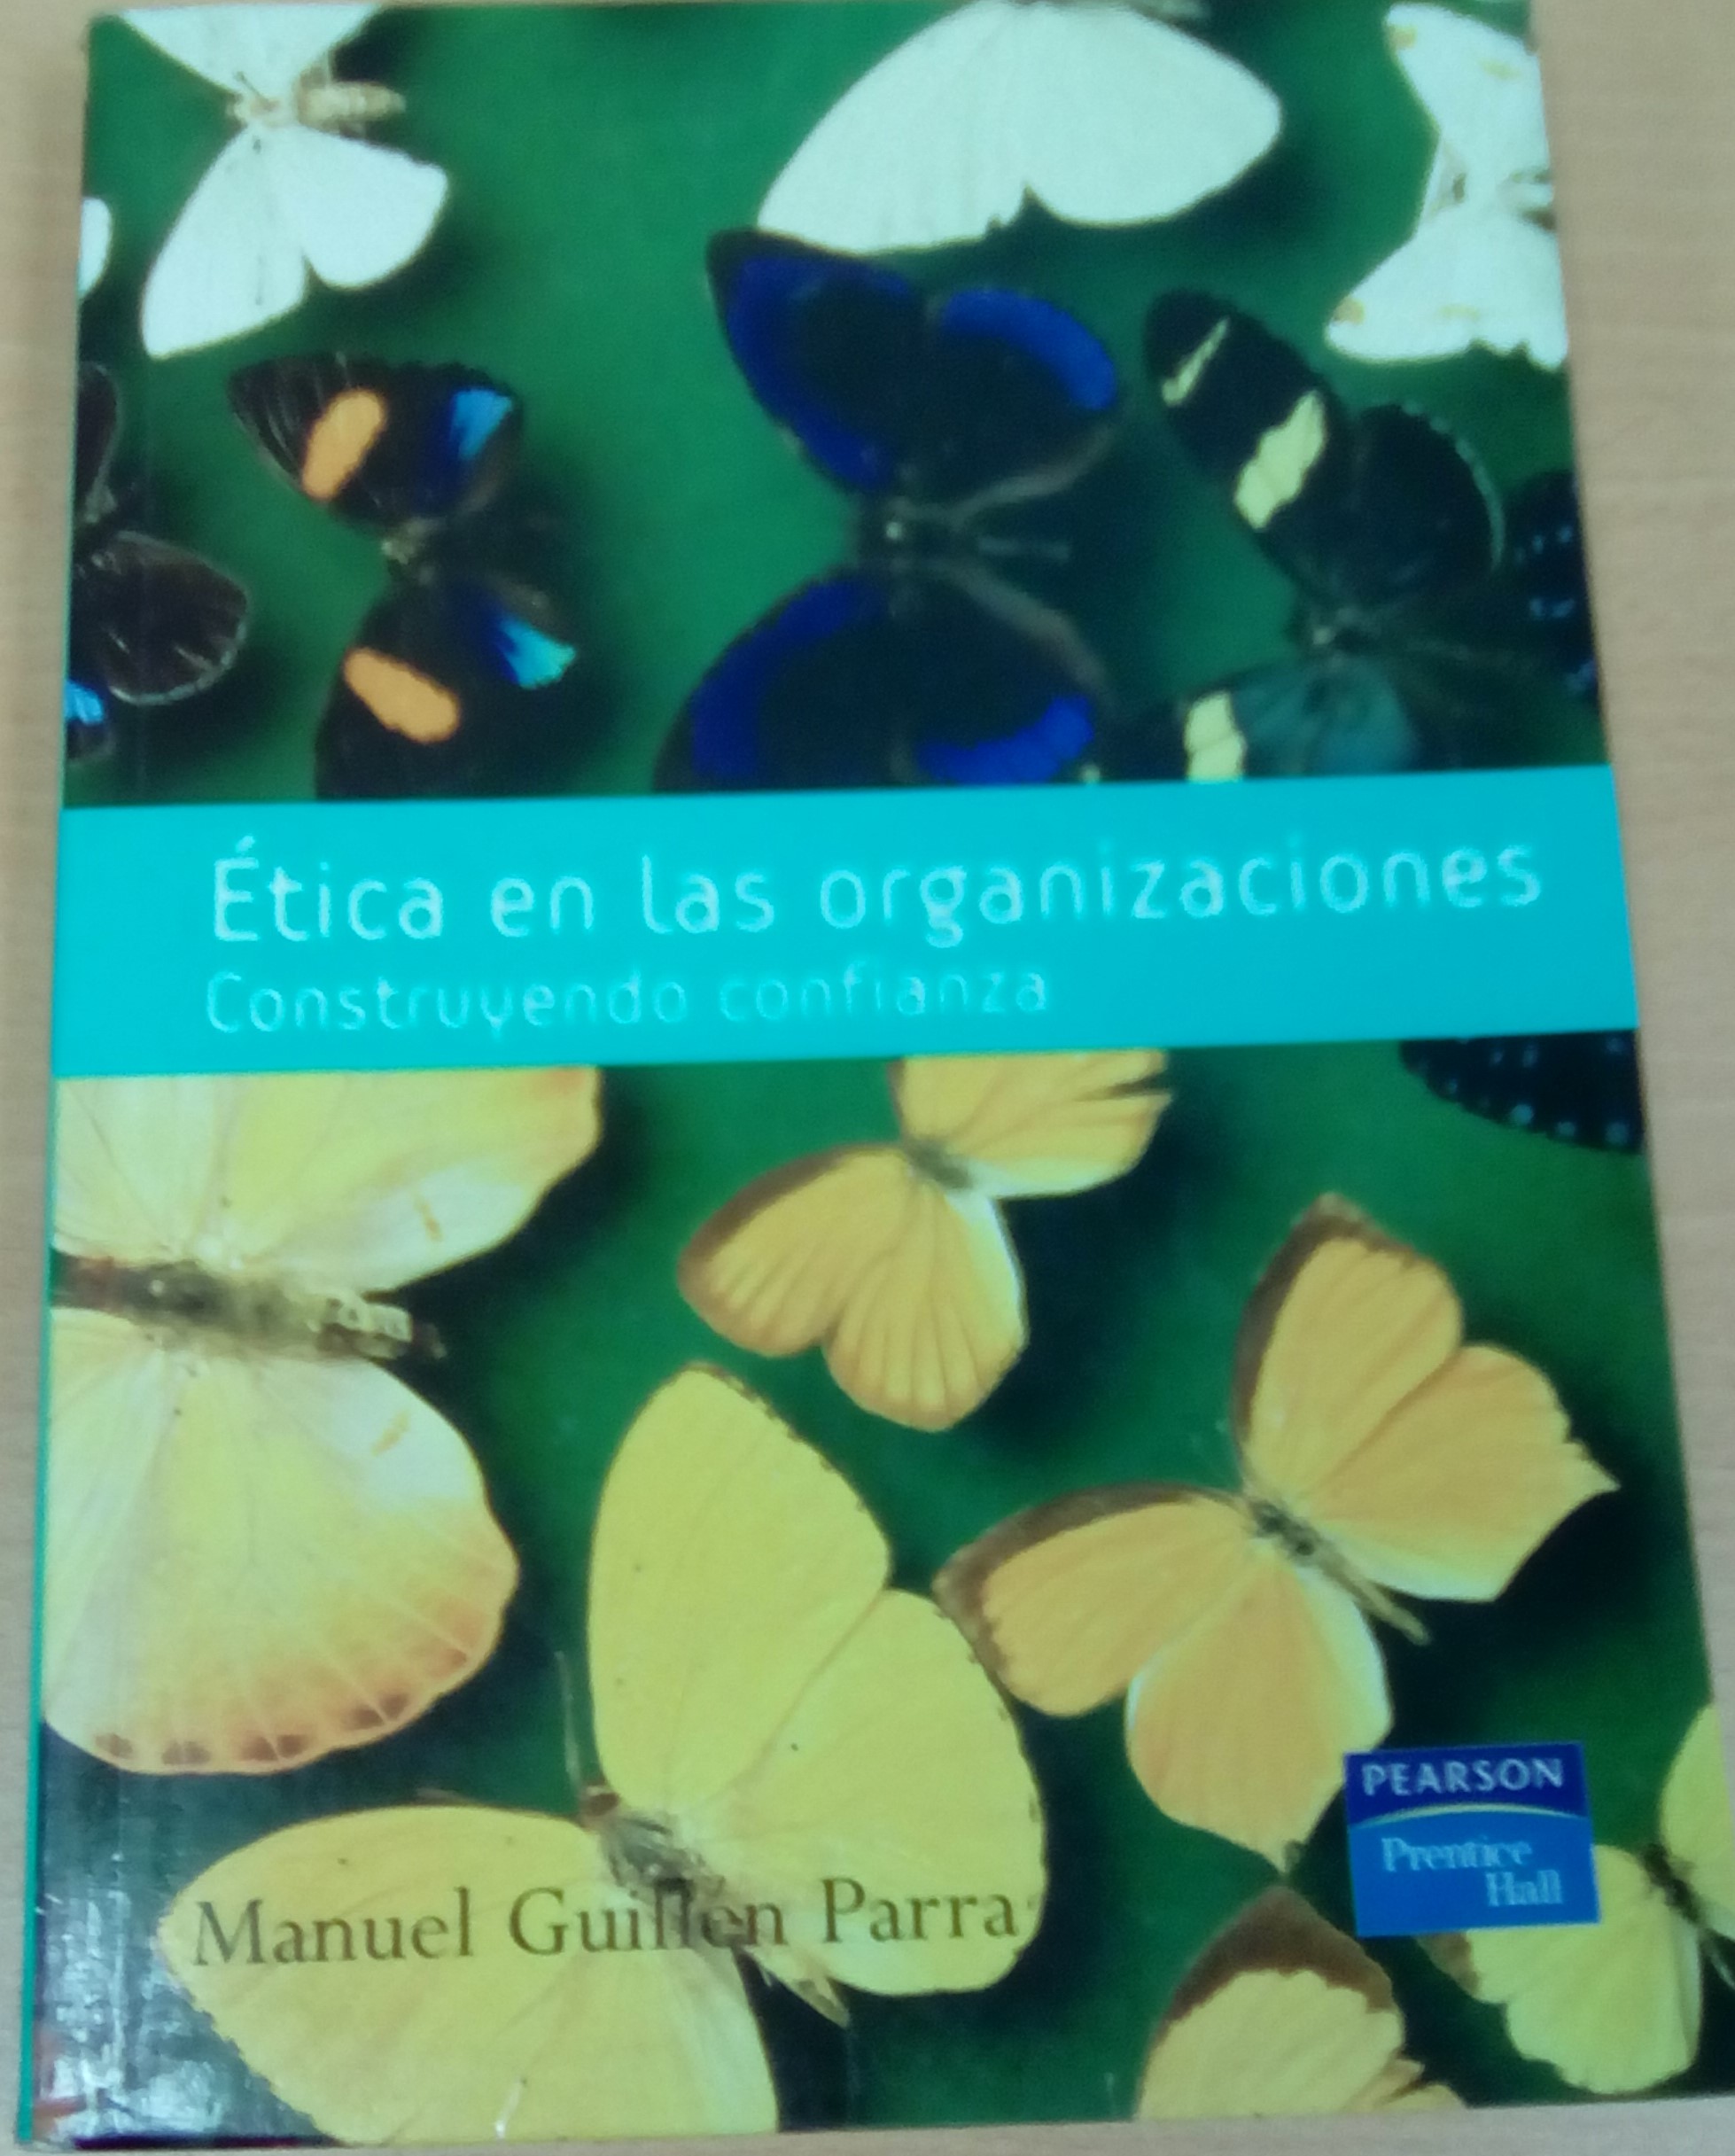 Ética en las organizaciones
Construyendo confianza
Manuel Guillén Parra
PEARSON
Prentice
Hall